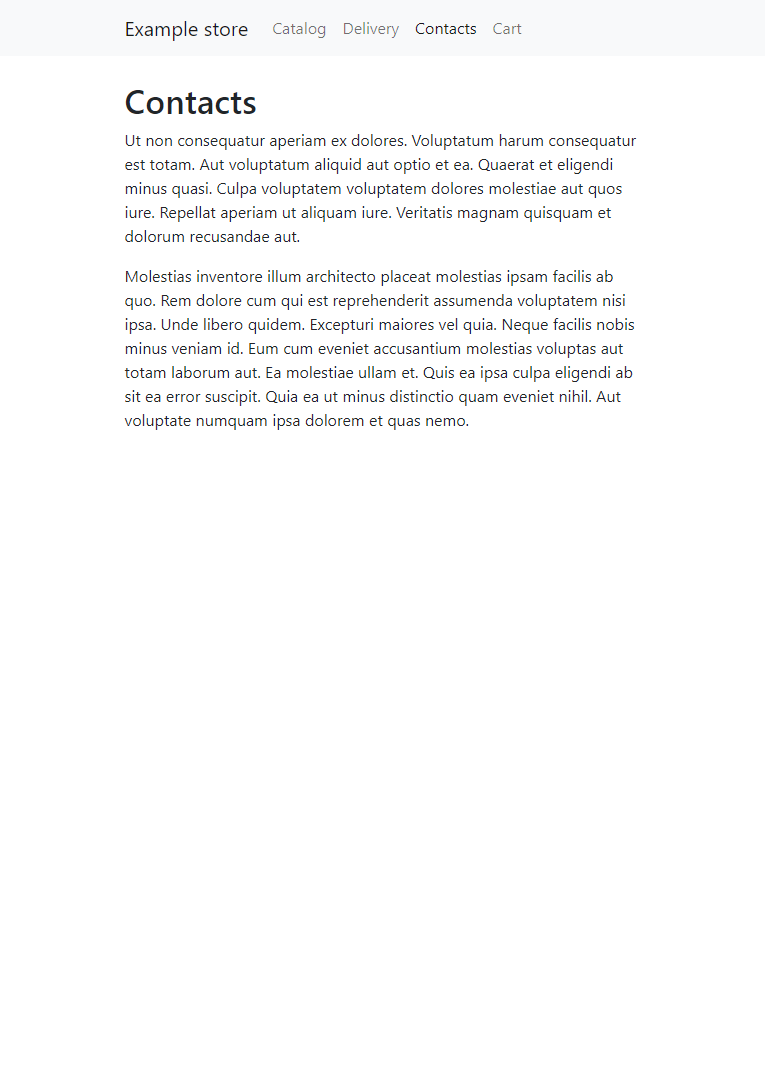 Example store Catalog Delivery Contacts Cart
Contacts
Ut non consequatur aperiam ex dolores. Voluptatum harum consequatur
est totam. Aut voluptatum aliquid aut optio et ea. Quaerat et eligendi
minus quasi. Culpa voluptatem voluptatem dolores molestiae aut quos
iure. Repellat aperiam ut aliquam iure. Veritatis magnam quisquam et
dolorum recusandae aut.
Molestias inventore illum architecto placeat molestias ipsam facilis ab
quo. Rem dolore cum qui est reprehenderit assumenda voluptatem nisi
ipsa. Unde libero quidem. Excepturi maiores vel quia. Neque facilis nobis
minus veniam id. Eum cum eveniet accusantium molestias voluptas aut
totam laborum aut. Ea molestiae ullam et. Quis ea ipsa culpa eligendi ab
sit ea error suscipit. Quia ea ut minus distinctio quam eveniet nihil. Aut
voluptate numquam ipsa dolorem et quas nemo.